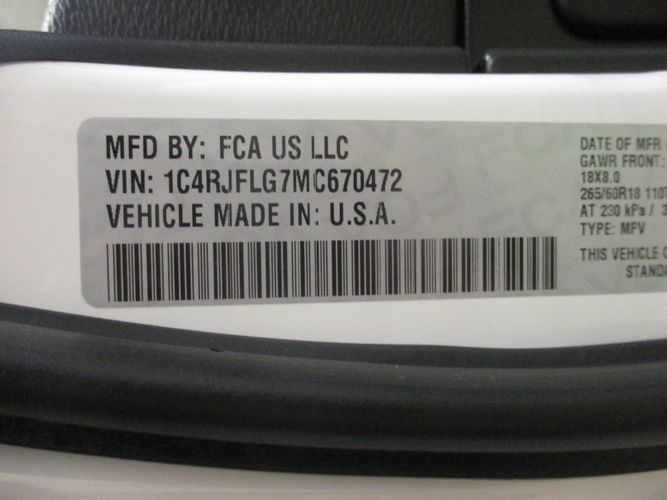 MFD BY: FCA US LLC
VIN: 1C4RJFLG7MC670472
VEHICLE MADE IN: U.S.A.
DATE OF MFR
GAWR FRONT:
18X8.0
265/60R18 110T
AT 230 kPa /
TYPE: MPV
THIS VEHICLE
STANDA